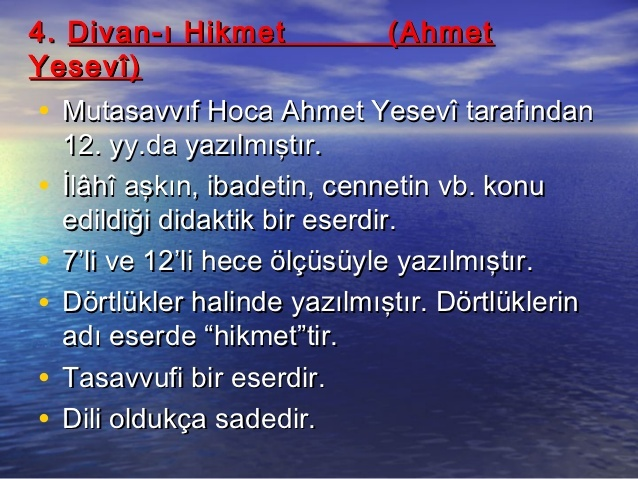 4. Divan-ı Hikmet (Ahmet
Yesevî)
• Mutasavvıf Hoca Ahmet Yesevî tarafından
12. yy.da yazılmıştır.
• İlâhî aşkın, ibadetin, cennetin vb. konu
edildiği didaktik bir eserdir.
• 7’li ve 12’li hece ölçüsüyle yazılmıştır.
• Dörtlükler halinde yazılmıştır. Dörtlüklerin
adı eserde “hikmet”tir.
• Tasavvufi bir eserdir.
• Dili oldukça sadedir.